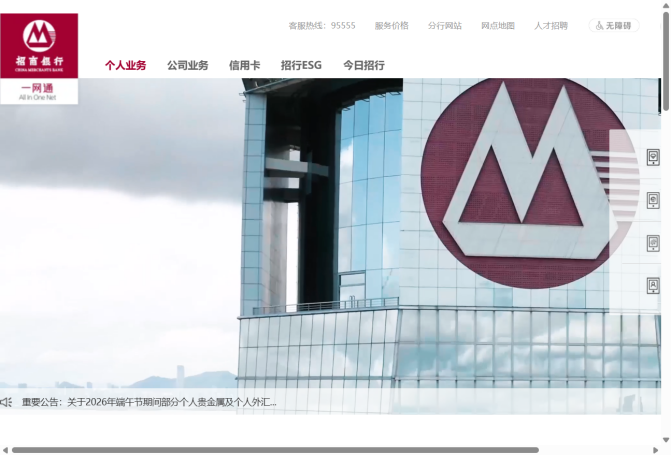 客服热线：95555 服务价格 分行网站 网点地图 人才招聘 无障碍
招商银行
CHINA MERCHANTS BANK
一网通
All In One Net
个人业务 公司业务 信用卡 招行ESG 今日招行
重要公告：关于2026年端午节期间部分个人贵金属及个人外汇...